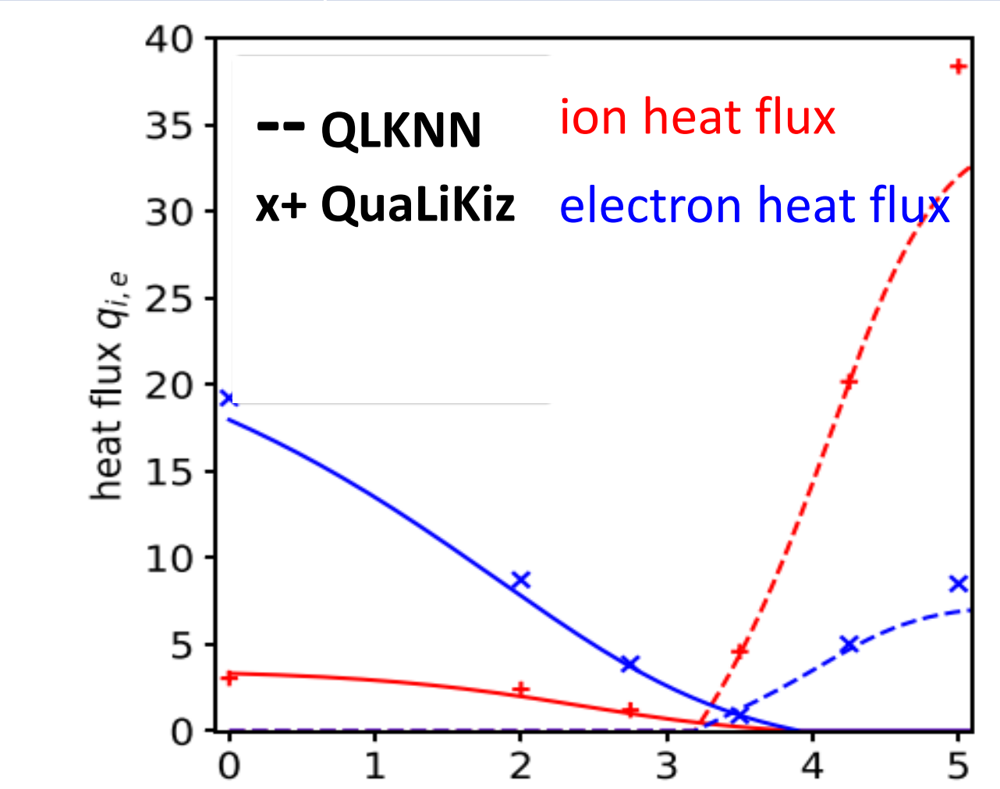 40
35
30
25
20
15
10
5
0
heat flux q_{i,e}
-- QLKNN
x+ QuaLiKiz
ion heat flux
electron heat flux
0 1 2 3 4 5